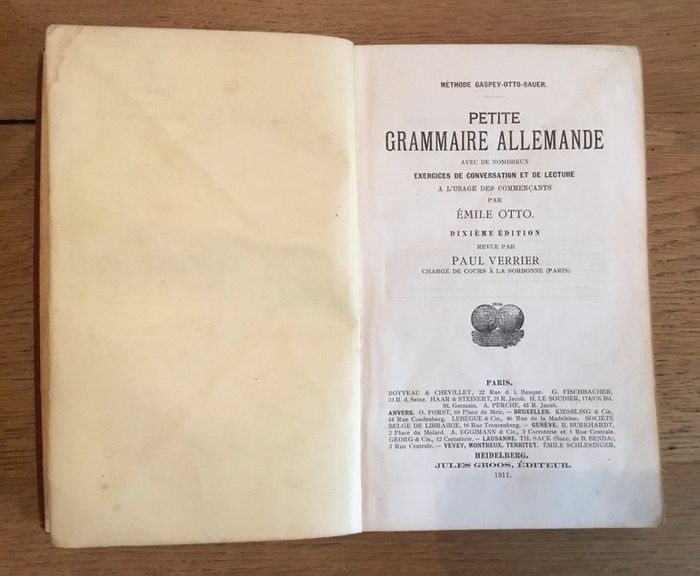 MÉTHODE GASPEY-OTTO-SAUER.
PETITE
GRAMMAIRE ALLEMANDE
AVEC DE NOMBREUX
EXERCICES DE CONVERSATION ET DE LECTURE
A L'USAGE DES COMMENÇANTS
PAR
ÉMILE OTTO.
DIXIÈME ÉDITION
REVUE PAR
PAUL VERRIER
CHARGÉ DE COURS À LA SORBONNE (PARIS).
PARIS.
BOYVEAU & CHEVILLET, 22 Rue d. l. Banque. G. FISCHBACHER,
33 R. d. Seine. HAAR & STEINERT, 21 R. Jacob. H. LE SOUDIER, 174/176 Bd.
St. Germain. A. PERCHE, 45 R. Jacob.
ANVERS. O. FORST, 69 Place de Meir. — BRUXELLES. KIESSLING & Cie.,
44 Rue Coudenberg. LEBÈGUE & Cie., 46 Rue de la Madeleine. SOCIÉTÉ
BELGE DE LIBRAIRIE, 16 Rue Treurenberg. — GENÈVE. R. BURKHARDT,
2 Place du Molard. A. EGGIMANN & Cie., 3 Corraterie et 1 Rue Centrale.
GEORG & Cie., 12 Corraterie. — LAUSANNE. TH. SACK (Succ. de B. BENDA),
3 Rue Centrale. — VEVEY, MONTREUX, TERRITET. ÉMILE SCHLESINGER.
HEIDELBERG.
JULES GROOS, ÉDITEUR.
1911.